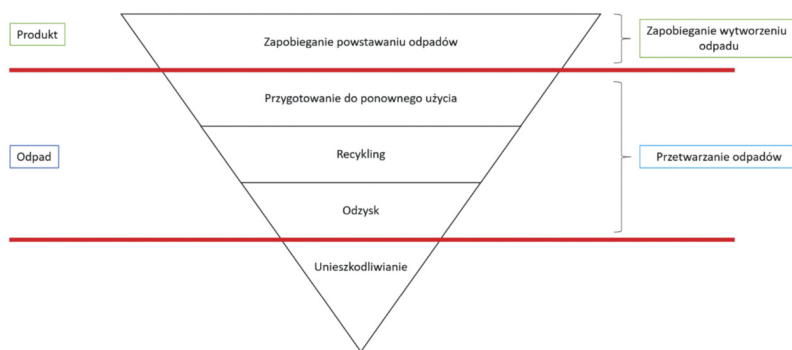 Produkt
Zapobieganie powstawaniu odpadów
Zapobieganie wytworzeniu
odpadu
Przygotowanie do ponownego użycia
Odpad
Recykling
Przetwarzanie odpadów
Odzysk
Unieszkodliwianie